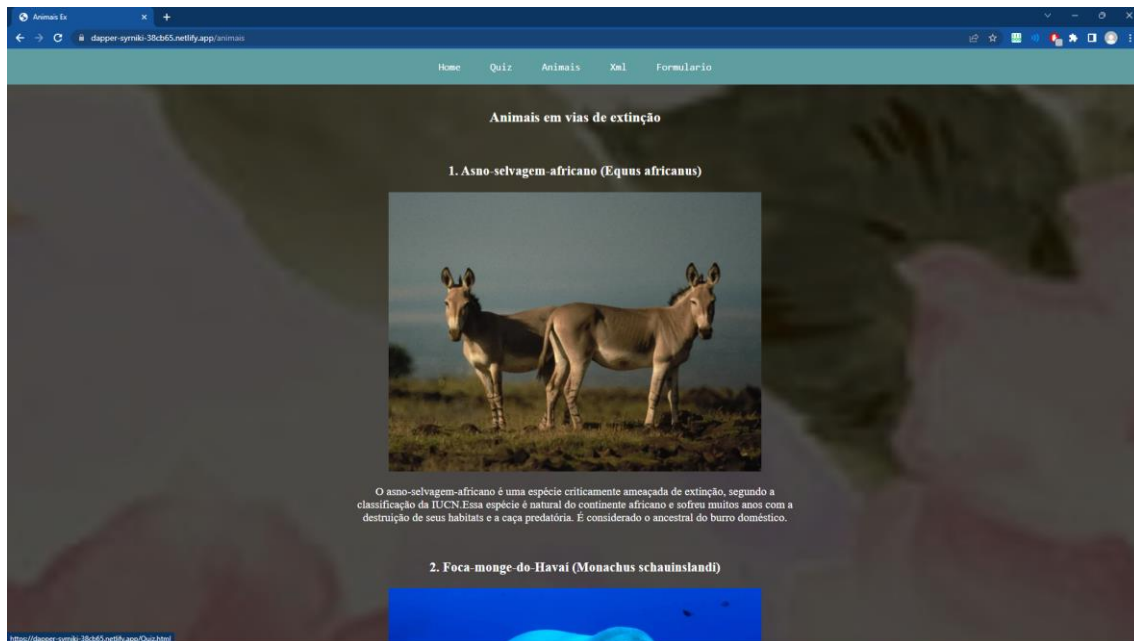 Animais Ex
dapper-syrniki-38cb65.netlify.app/animais
Home Quiz Animais Xml Formulario
Animais em vias de extinção
1. Asno-selvagem-africano (Equus africanus)
O asno-selvagem-africano é uma espécie criticamente ameaçada de extinção, segundo a
classificação da IUCN.Essa espécie é natural do continente africano e sofreu muitos anos com a
destruição de seus habitats e a caça predatória. É considerado o ancestral do burro doméstico.
2. Foca-monge-do-Havaí (Monachus schauinslandi)
https://dapper-syrniki-38cb65.netlify.app/Quiz.html